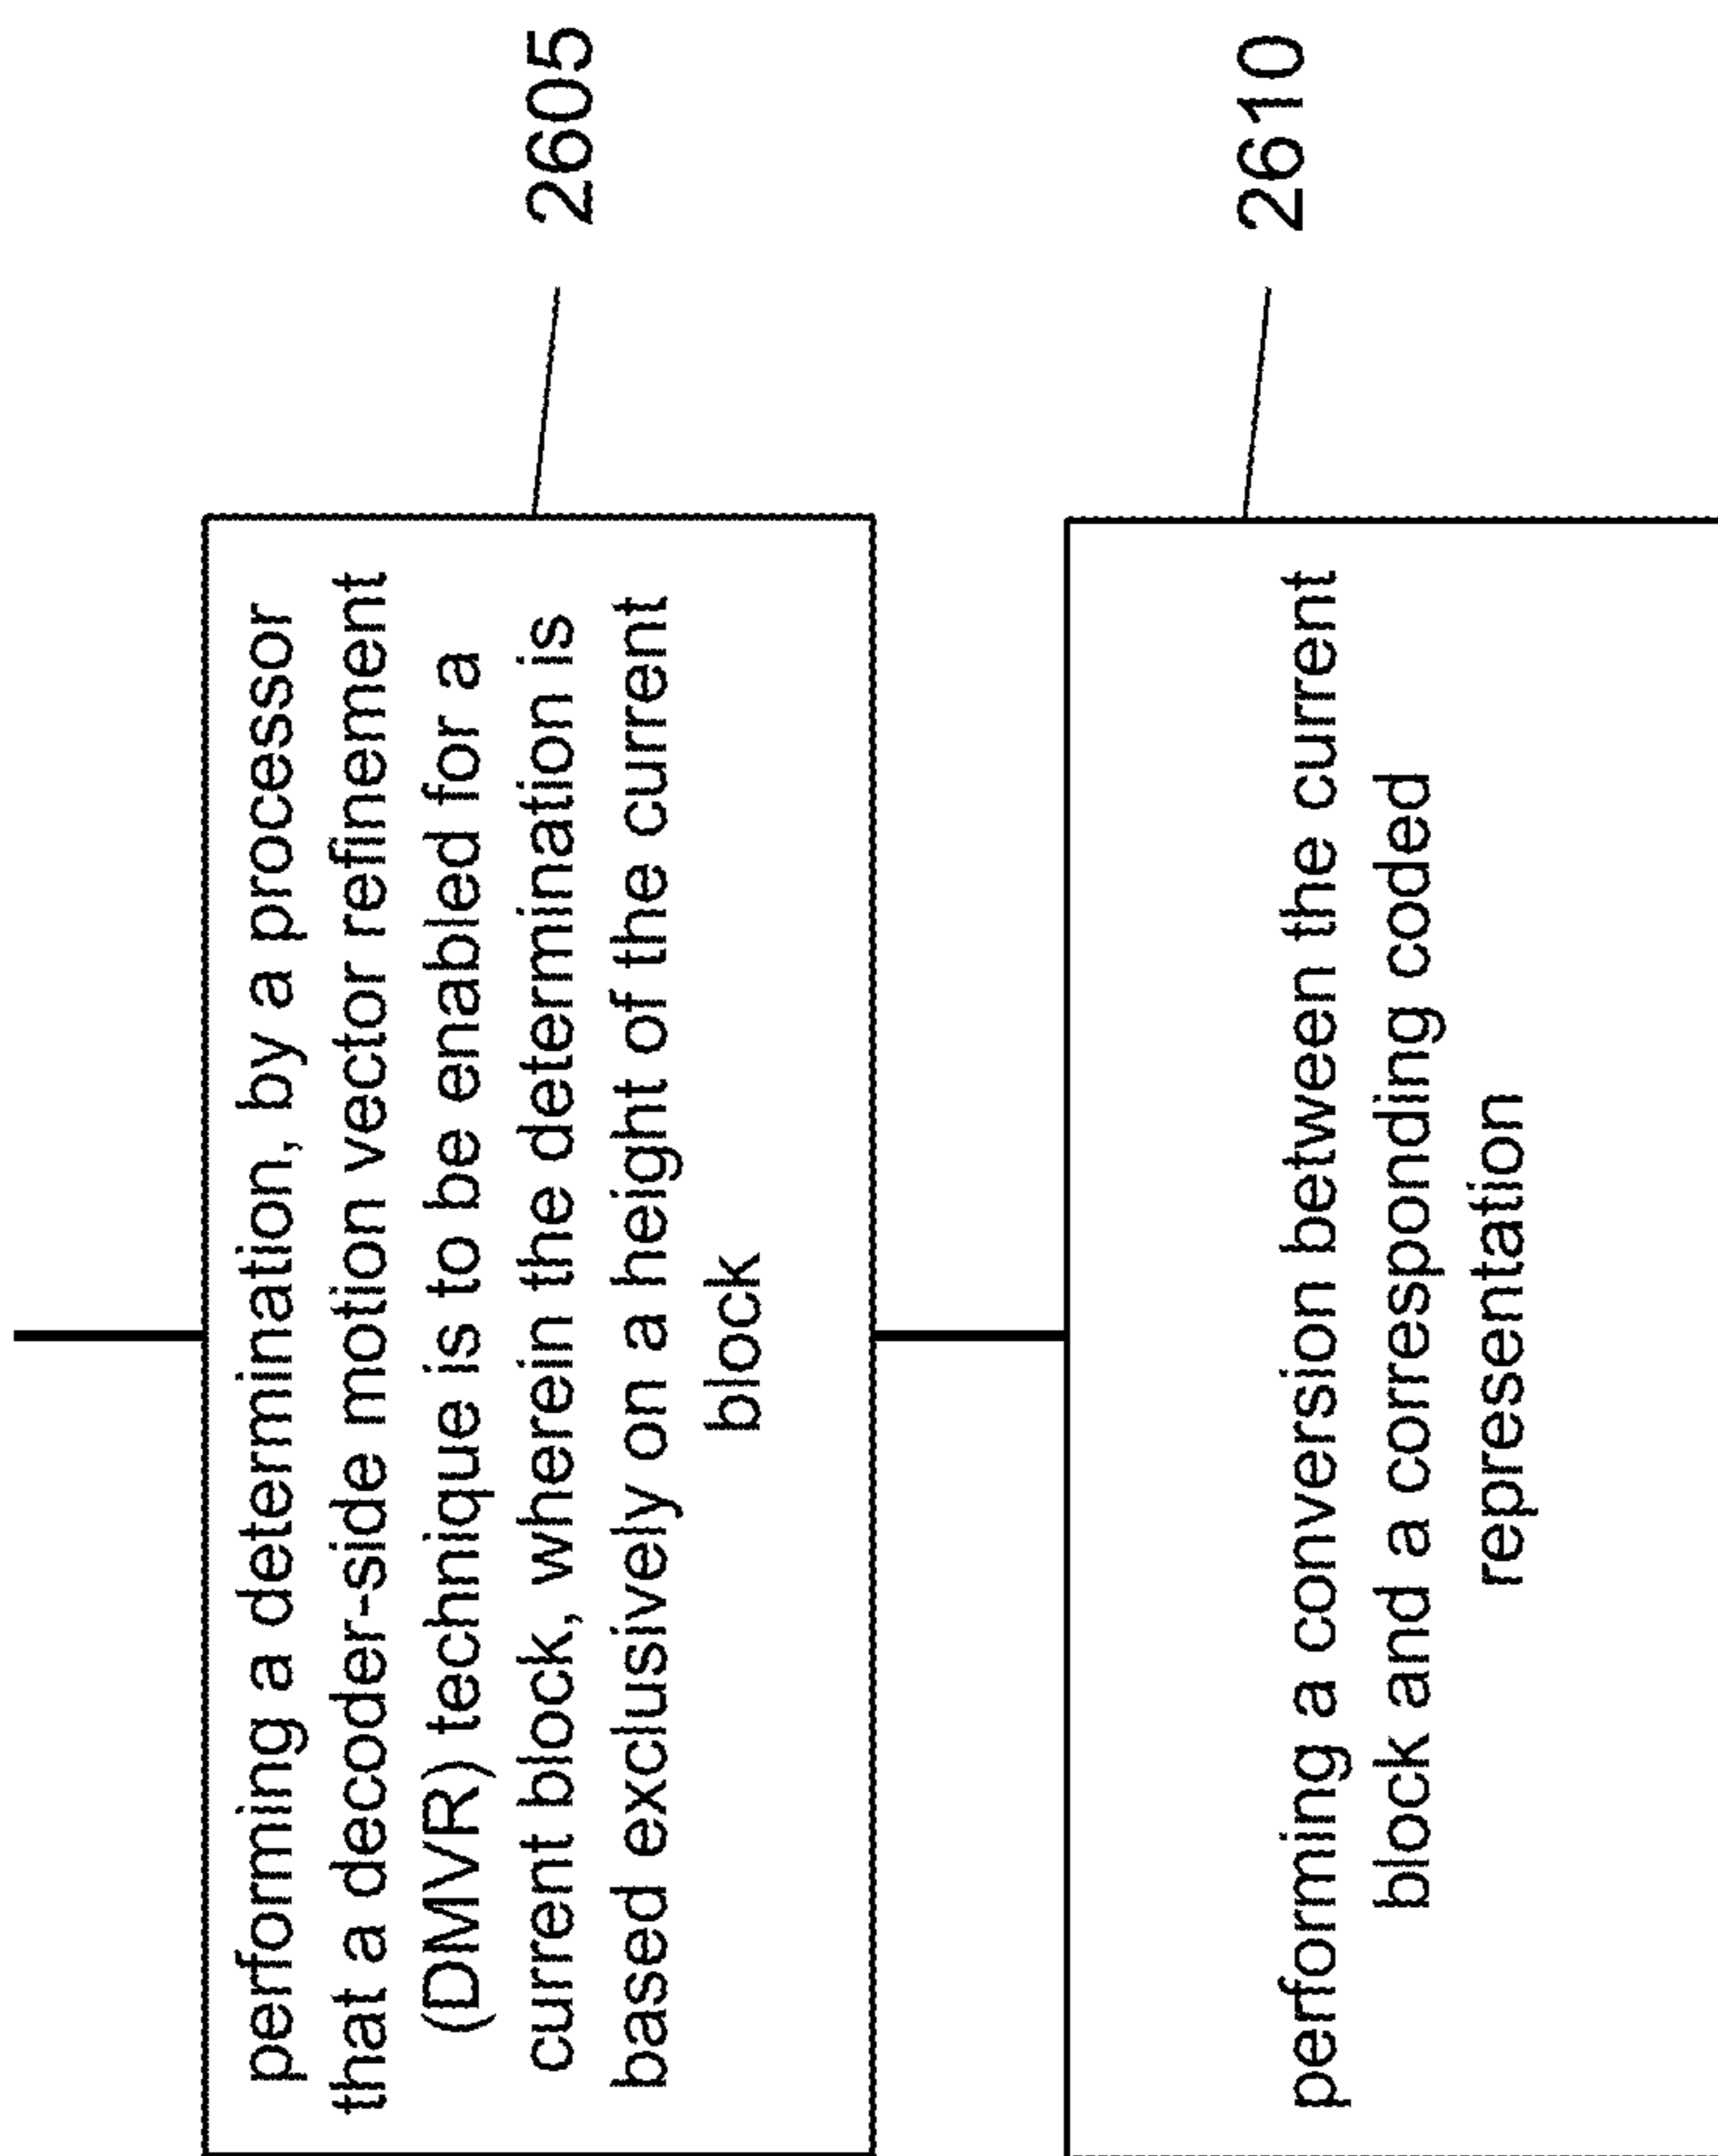 performing a determination, by a processor
that a decoder-side motion vector refinement
(DMVR) technique is to be enabled for a
current block, wherein the determination is
based exclusively on a height of the current
block
2605
performing a conversion between the current
block and a corresponding coded
representation
2610